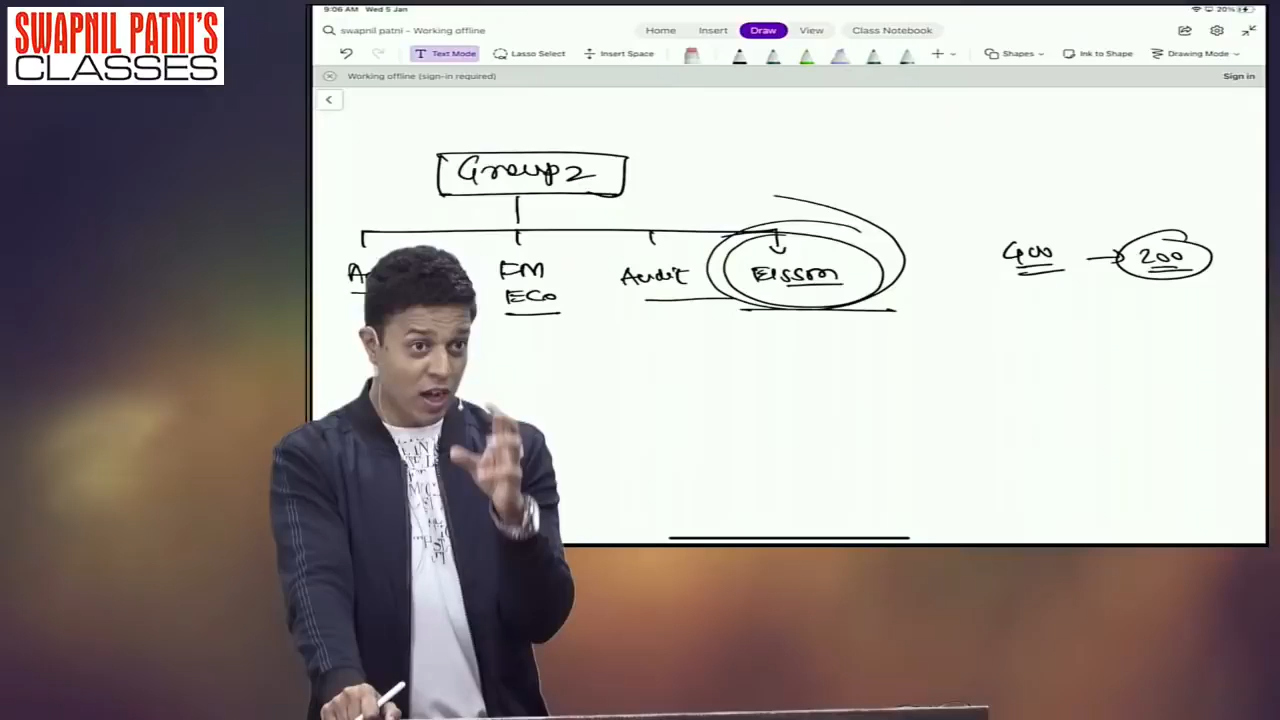 SWAPNIL PATNI'S
CLASSES
9:06 AM Wed 5 Jan
20%
swapnil patni - Working offline
Home Insert Draw View Class Notebook
Text Mode Lasso Select Insert Space Shapes Ink to Shape Drawing Mode
Working offline (sign-in required) Sign in
Group 2
A FM Audit EISSM
ECO
400 → 200